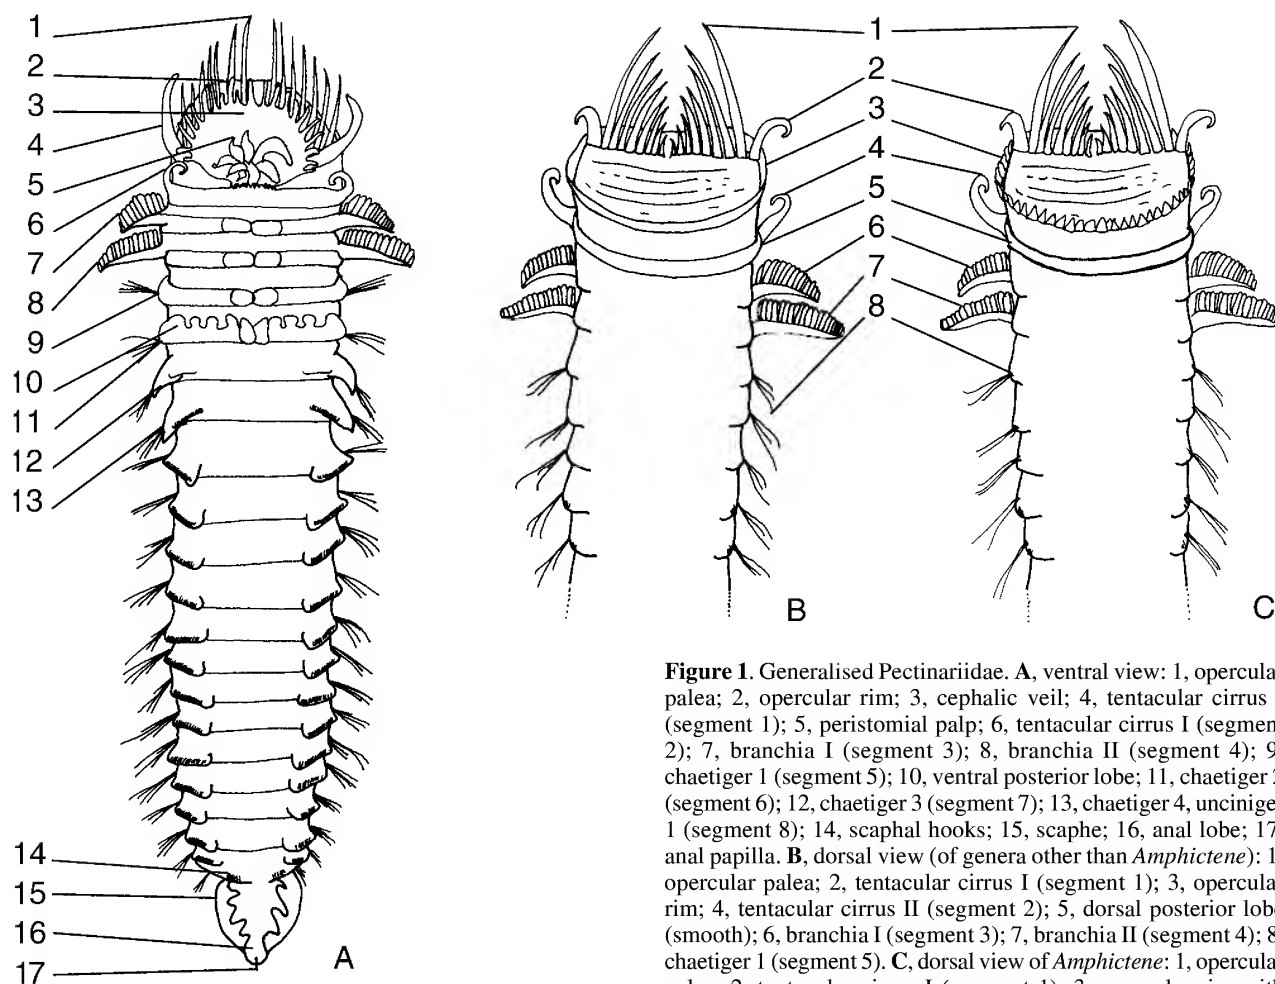 1
2
3
4
5
6
7
8
9
10
11
12
13
14
15
16
17
A
1
2
3
4
5
6
7
8
B
C
Figure 1. Generalised Pectinariidae. A, ventral view: 1, opercula
palea; 2, opercular rim; 3, cephalic veil; 4, tentacular cirrus
(segment 1); 5, peristomial palp; 6, tentacular cirrus I (segmen
2); 7, branchia I (segment 3); 8, branchia II (segment 4); 9
chaetiger 1 (segment 5); 10, ventral posterior lobe; 11, chaetiger 2
(segment 6); 12, chaetiger 3 (segment 7); 13, chaetiger 4, uncinige
1 (segment 8); 14, scaphal hooks; 15, scaphe; 16, anal lobe; 17
anal papilla. B, dorsal view (of genera other than Amphictene): 1
opercular palea; 2, tentacular cirrus I (segment 1); 3, opercula
rim; 4, tentacular cirrus II (segment 2); 5, dorsal posterior lobe
(smooth); 6, branchia I (segment 3); 7, branchia II (segment 4); 8
chaetiger 1 (segment 5). C, dorsal view of Amphictene: 1, opercula